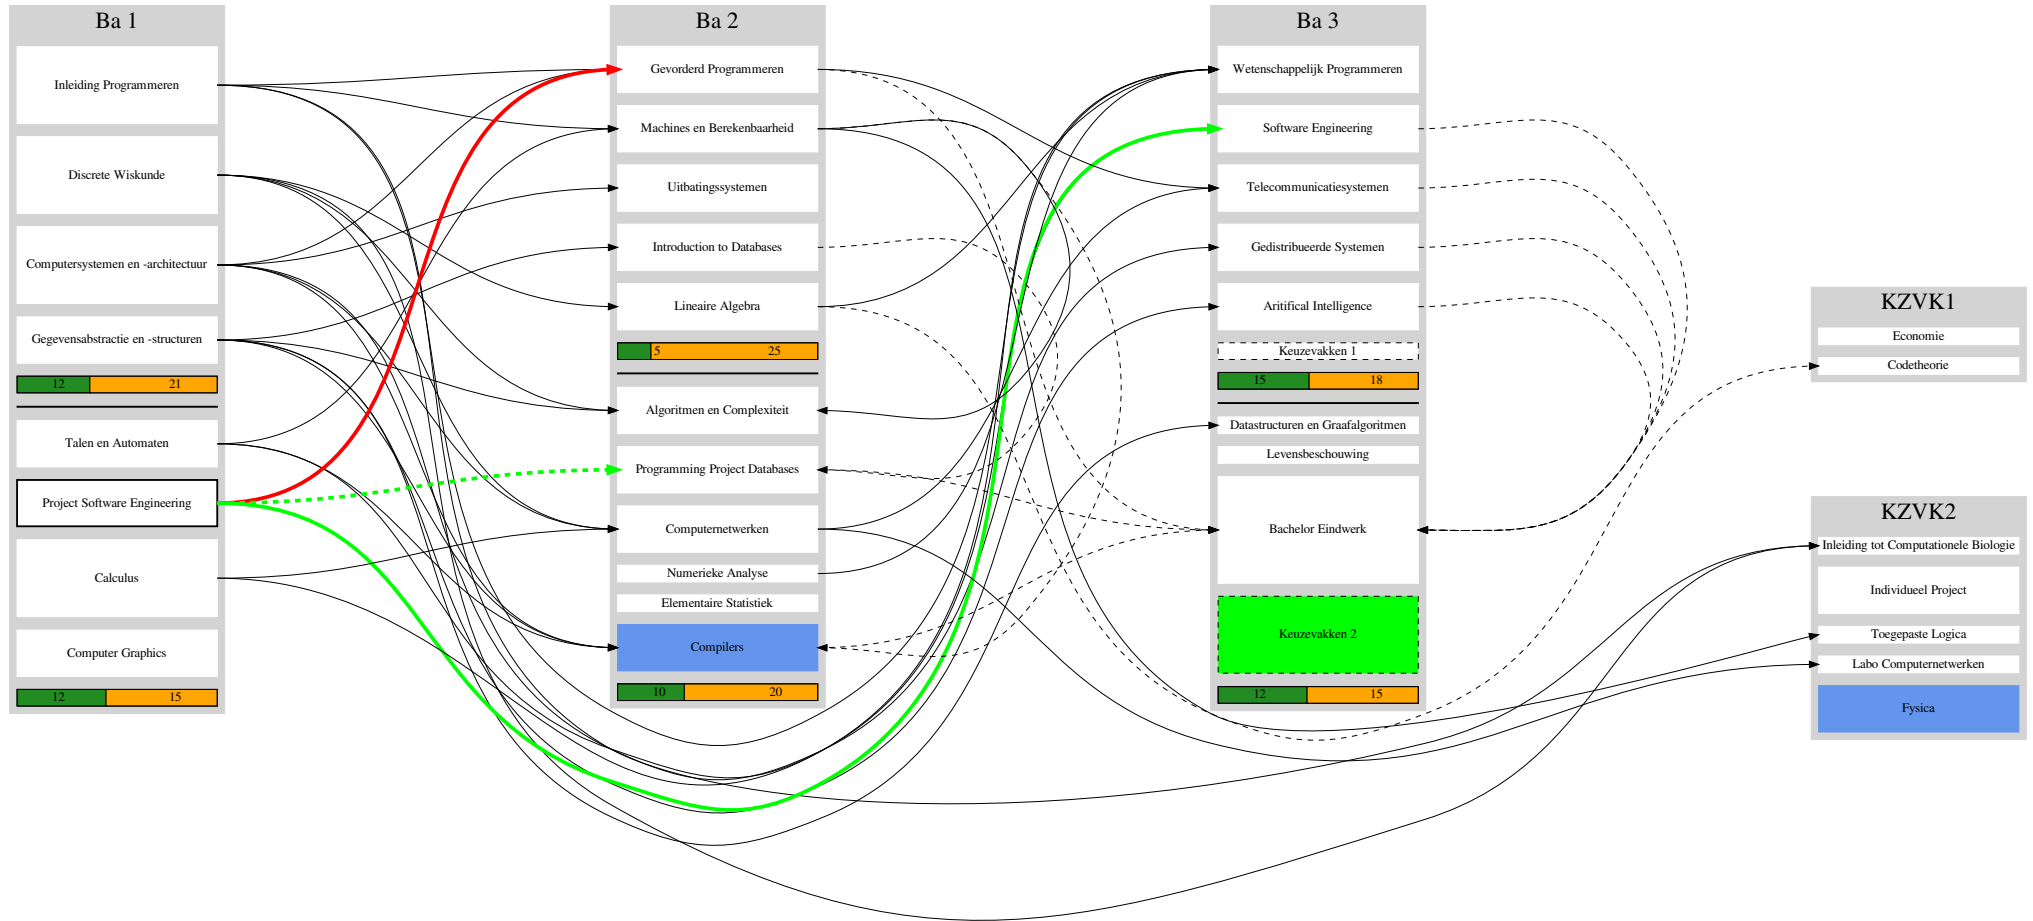 Ba 1
Inleiding Programmeren
Discrete Wiskunde
Computersystemen en -architectuur
Gegevensabstractie en -structuren
12 21
Talen en Automaten
Project Software Engineering
Calculus
Computer Graphics
12 15
Ba 2
Gevorderd Programmeren
Machines en Berekenbaarheid
Uitbatingssystemen
Introduction to Databases
Lineaire Algebra
5 25
Algoritmen en Complexiteit
Programming Project Databases
Computernetwerken
Numerieke Analyse
Elementaire Statistiek
Compilers
10 20
Ba 3
Wetenschappelijk Programmeren
Software Engineering
Telecommunicatiesystemen
Gedistribueerde Systemen
Aritifical Intelligence
Keuzevakken 1
15 18
Datastructuren en Graafalgoritmen
Levensbeschouwing
Bachelor Eindwerk
Keuzevakken 2
12 15
KZVK1
Economie
Codetheorie
KZVK2
Inleiding tot Computationele Biologie
Individueel Project
Toegepaste Logica
Labo Computernetwerken
Fysica